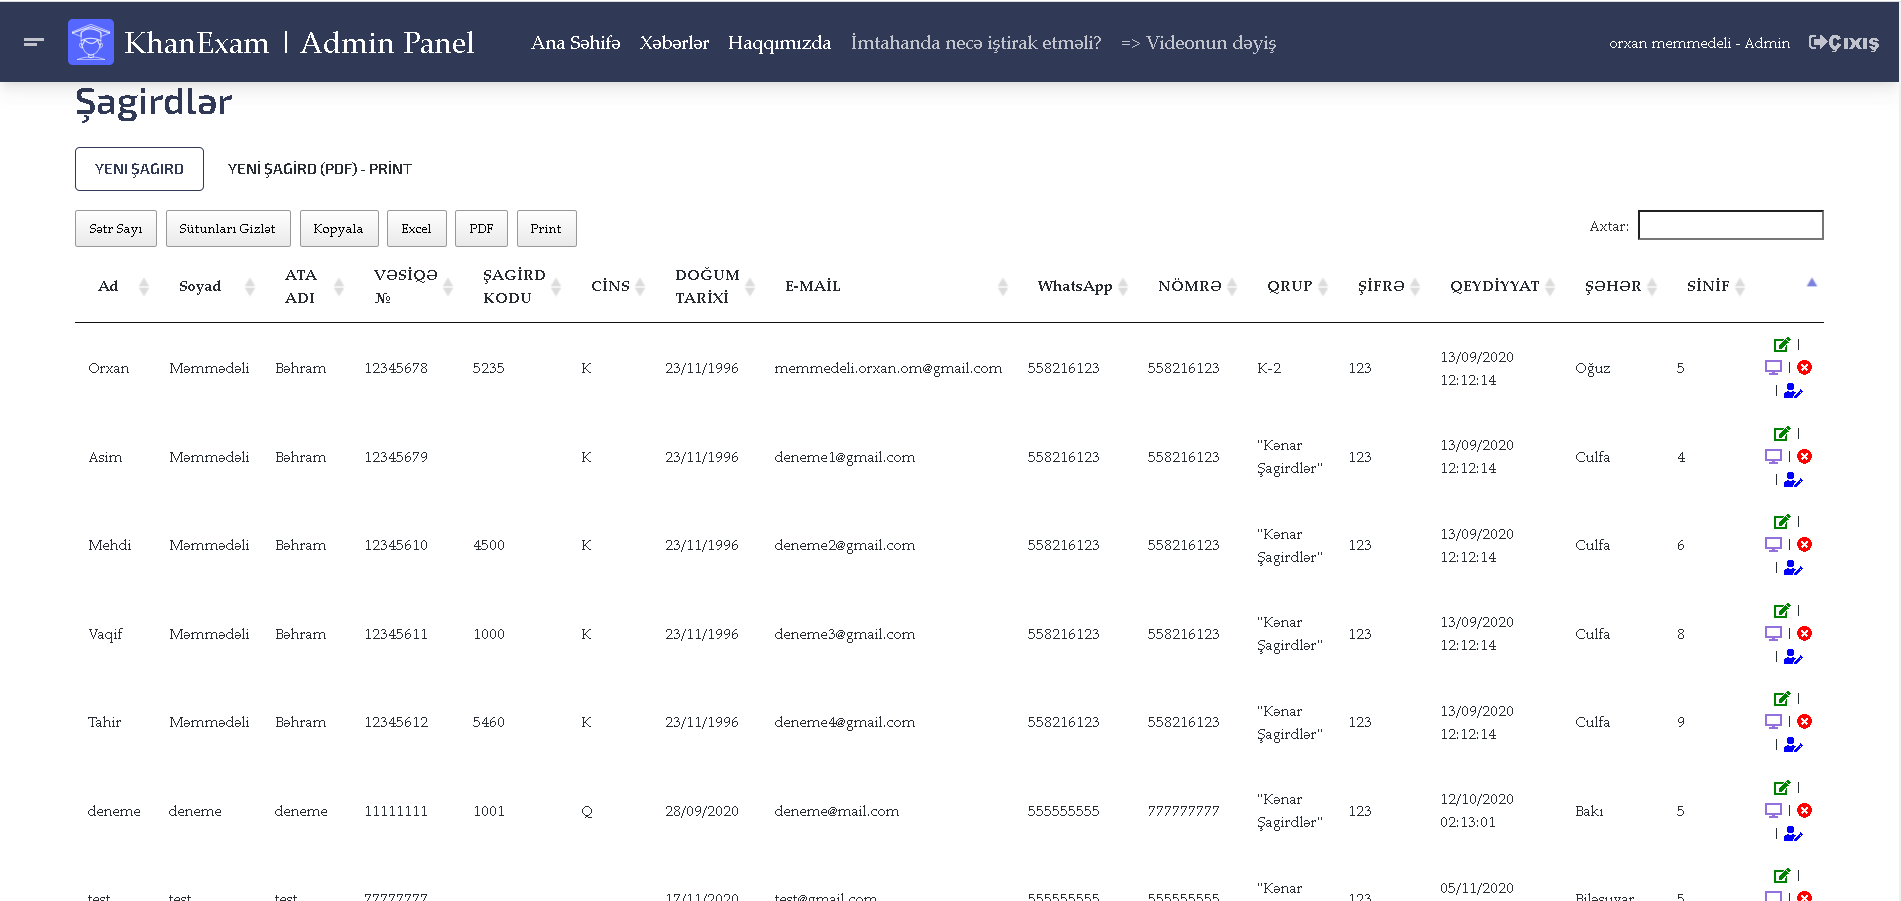 KhanExam | Admin Panel Ana Səhifə Xəbərlər Haqqımızda İmtahanda necə iştirak etməli? => Videonun dəyiş orxan memmedeli - Admin Çıxış
Şagirdlər
YENI ŞAGIRD YENİ ŞAGİRD (PDF) - PRİNT
Sətr Sayı Sütunları Gizlət Kopyala Excel PDF Print Axtar:
Ad Soyad ATA ADI VƏSİQƏ № ŞAGİRD KODU CİNS DOĞUM TARİXİ E-MAİL WhatsApp NÖMRƏ QRUP ŞİFRƏ QEYDİYYAT ŞƏHƏR SİNİF
Orxan Məmmədəli Bəhram 12345678 5235 K 23/11/1996 memmedeli.orxan.om@gmail.com 558216123 558216123 K-2 123 13/09/2020 12:12:14 Oğuz 5
Asim Məmmədəli Bəhram 12345679 K 23/11/1996 deneme1@gmail.com 558216123 558216123 "Kənar Şagirdlər" 123 13/09/2020 12:12:14 Culfa 4
Mehdi Məmmədəli Bəhram 12345610 4500 K 23/11/1996 deneme2@gmail.com 558216123 558216123 "Kənar Şagirdlər" 123 13/09/2020 12:12:14 Culfa 6
Vaqif Məmmədəli Bəhram 12345611 1000 K 23/11/1996 deneme3@gmail.com 558216123 558216123 "Kənar Şagirdlər" 123 13/09/2020 12:12:14 Culfa 8
Tahir Məmmədəli Bəhram 12345612 5460 K 23/11/1996 deneme4@gmail.com 558216123 558216123 "Kənar Şagirdlər" 123 13/09/2020 12:12:14 Culfa 9
deneme deneme deneme 11111111 1001 Q 28/09/2020 deneme@mail.com 555555555 777777777 "Kənar Şagirdlər" 123 12/10/2020 02:13:01 Bakı 5
test test test 77777777 17/11/2020 test@gmail.com 555555555 555555555 "Kənar 123 05/11/2020 Biləsuvar 5